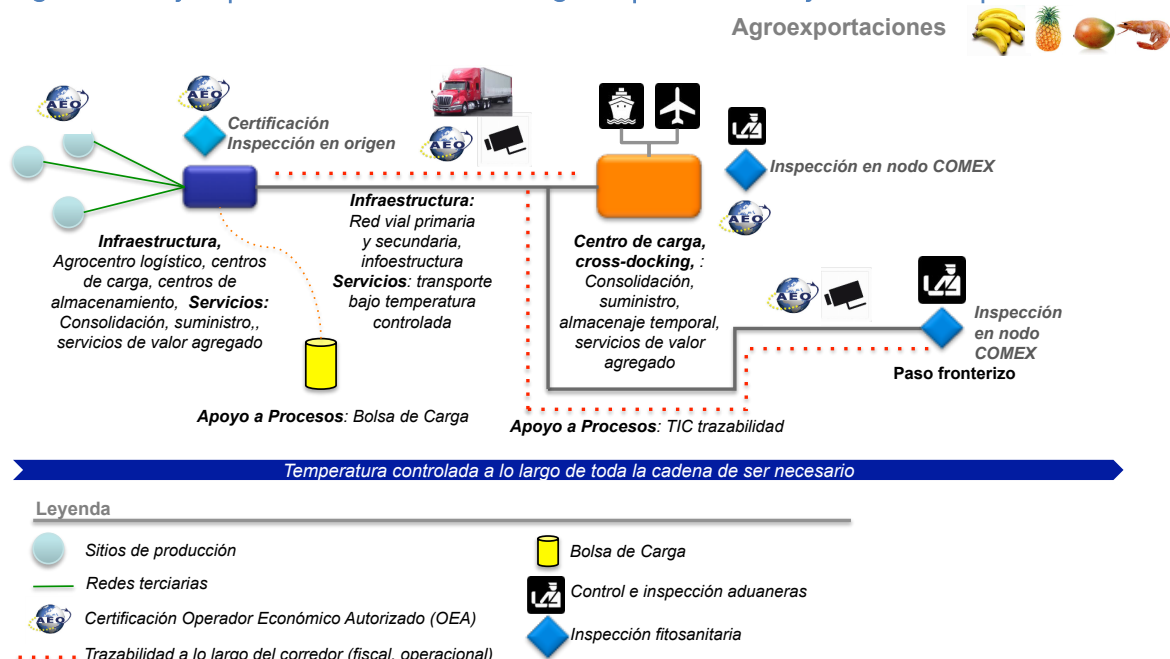 Agroexportaciones
AEO
AEO
Certificación
Inspección en origen
AEO
Inspección en nodo COMEX
AEO
Infraestructura:
Red vial primaria
y secundaria,
infoestructura
Servicios: transporte
bajo temperatura
controlada
Infraestructura,
Agrocentro logístico, centros
de carga, centros de
almacenamiento, Servicios:
Consolidación, suministro,,
servicios de valor agregado
Centro de carga,
cross-docking, :
Consolidación,
suministro,
almacenaje temporal,
servicios de valor
agregado
AEO
Inspección
en nodo
COMEX
Paso fronterizo
Apoyo a Procesos: Bolsa de Carga
Apoyo a Procesos: TIC trazabilidad
Temperatura controlada a lo largo de toda la cadena de ser necesario
Leyenda
Sitios de producción
Redes terciarias
AEO
Certificación Operador Económico Autorizado (OEA)
Trazabilidad a lo largo del corredor (fiscal, operacional)
Bolsa de Carga
Control e inspección aduaneras
Inspección fitosanitaria